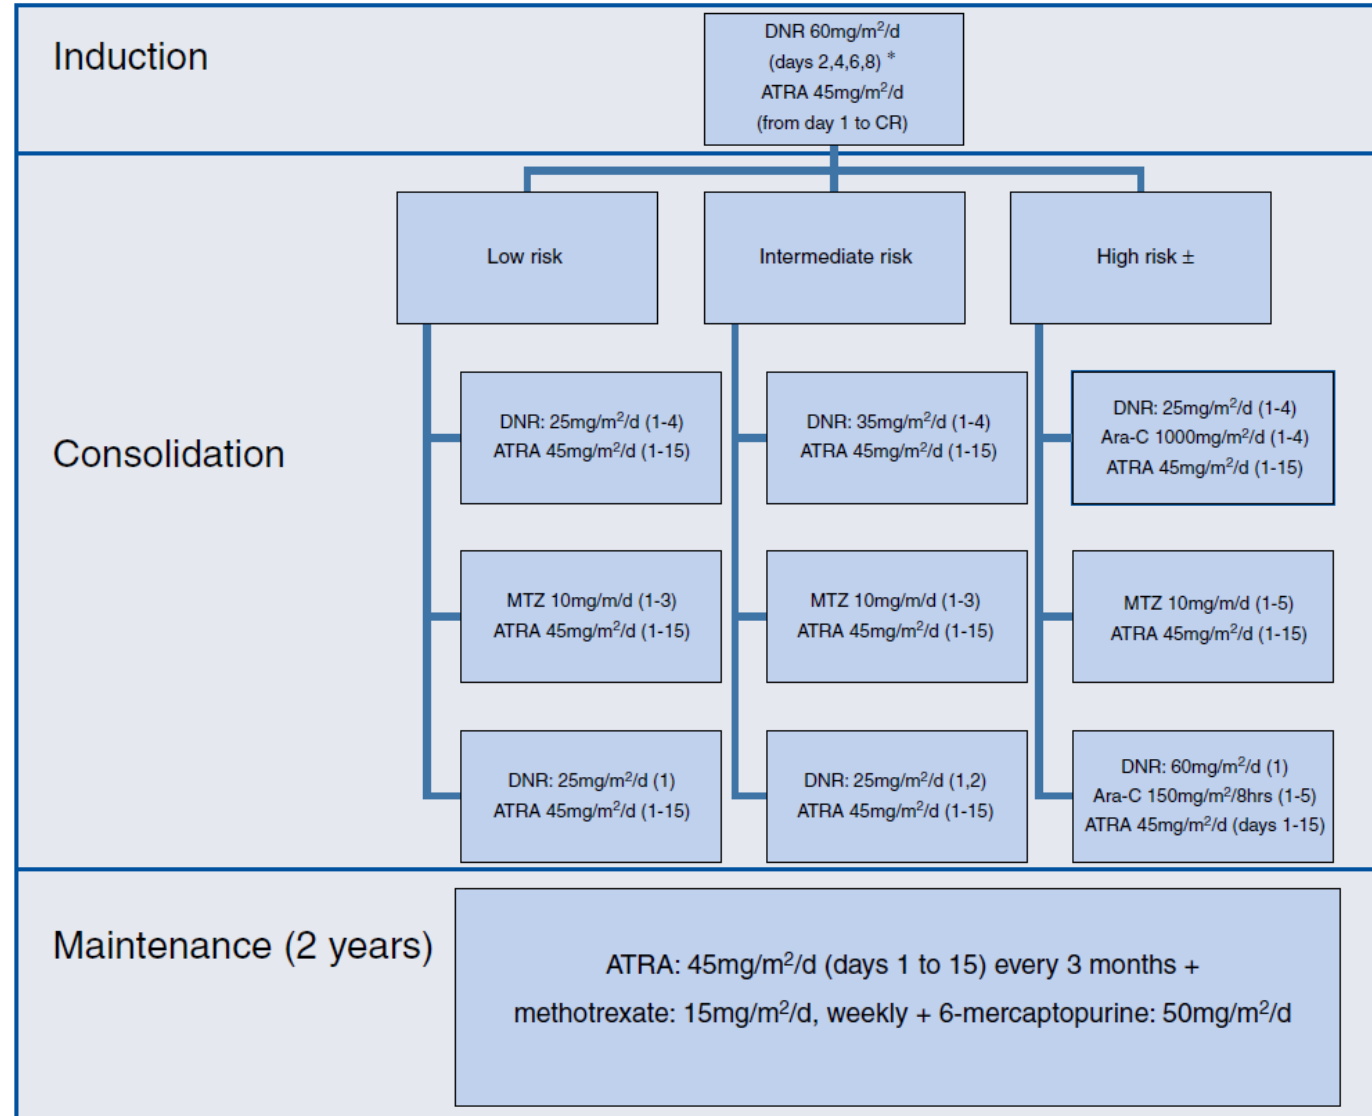 Induction
DNR 60mg/m²/d
(days 2,4,6,8) *
ATRA 45mg/m²/d
(from day 1 to CR)
Consolidation
Low risk
Intermediate risk
High risk ±
DNR: 25mg/m²/d (1-4)
ATRA 45mg/m²/d (1-15)
DNR: 35mg/m²/d (1-4)
ATRA 45mg/m²/d (1-15)
DNR: 25mg/m²/d (1-4)
Ara-C 1000mg/m²/d (1-4)
ATRA 45mg/m²/d (1-15)
MTZ 10mg/m/d (1-3)
ATRA 45mg/m²/d (1-15)
MTZ 10mg/m/d (1-3)
ATRA 45mg/m²/d (1-15)
MTZ 10mg/m/d (1-5)
ATRA 45mg/m²/d (1-15)
DNR: 25mg/m²/d (1)
ATRA 45mg/m²/d (1-15)
DNR: 25mg/m²/d (1,2)
ATRA 45mg/m²/d (1-15)
DNR: 60mg/m²/d (1)
Ara-C 150mg/m²/8hrs (1-5)
ATRA 45mg/m²/d (days 1-15)
Maintenance (2 years)
ATRA: 45mg/m²/d (days 1 to 15) every 3 months +
methotrexate: 15mg/m²/d, weekly + 6-mercaptopurine: 50mg/m²/d